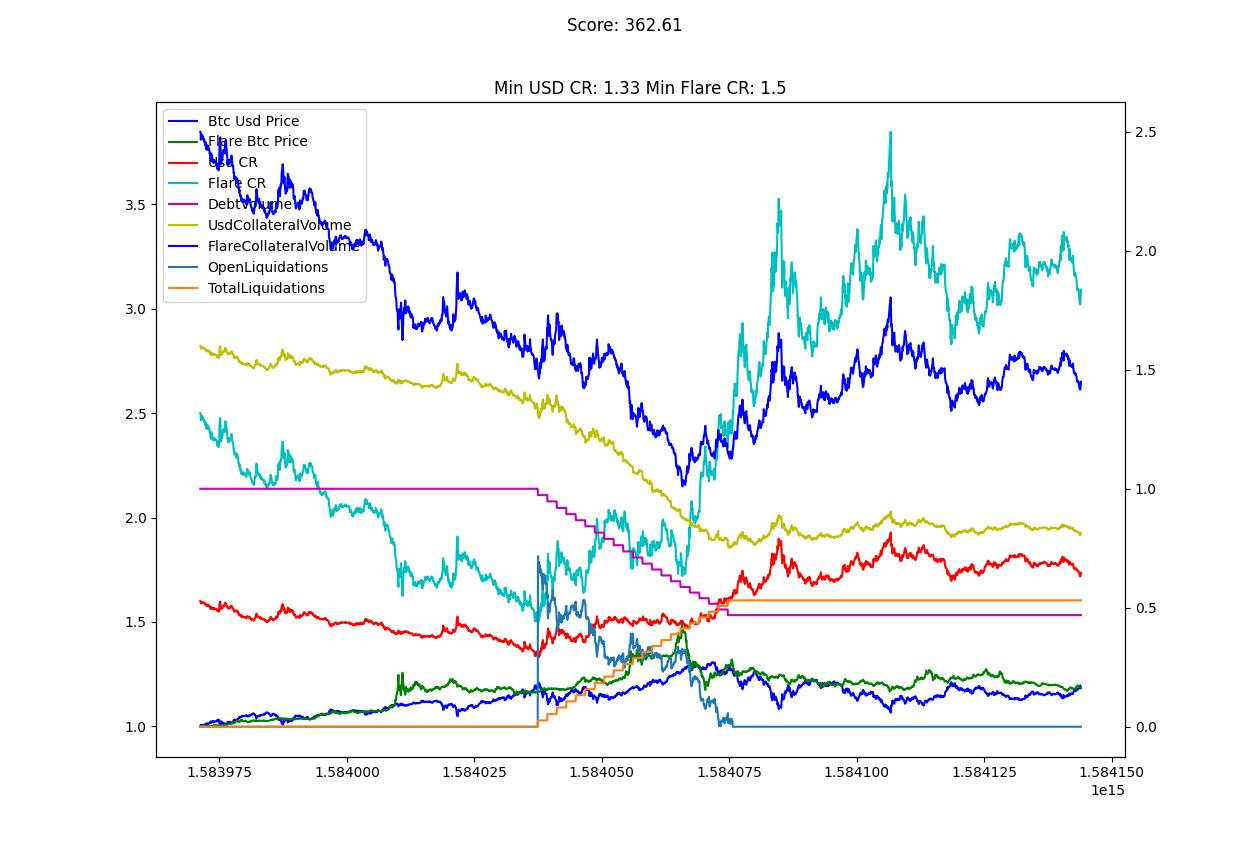 Score: 362.61
Min USD CR: 1.33 Min Flare CR: 1.5
Btc Usd Price
Flare Btc Price
Usd CR
Flare CR
DebtVolume
UsdCollateralVolume
FlareCollateralVolume
OpenLiquidations
TotalLiquidations
3.5
3.0
2.5
2.0
1.5
1.0
2.5
2.0
1.5
1.0
0.5
0.0
1.583975 1.584000 1.584025 1.584050 1.584075 1.584100 1.584125 1.584150
1e15